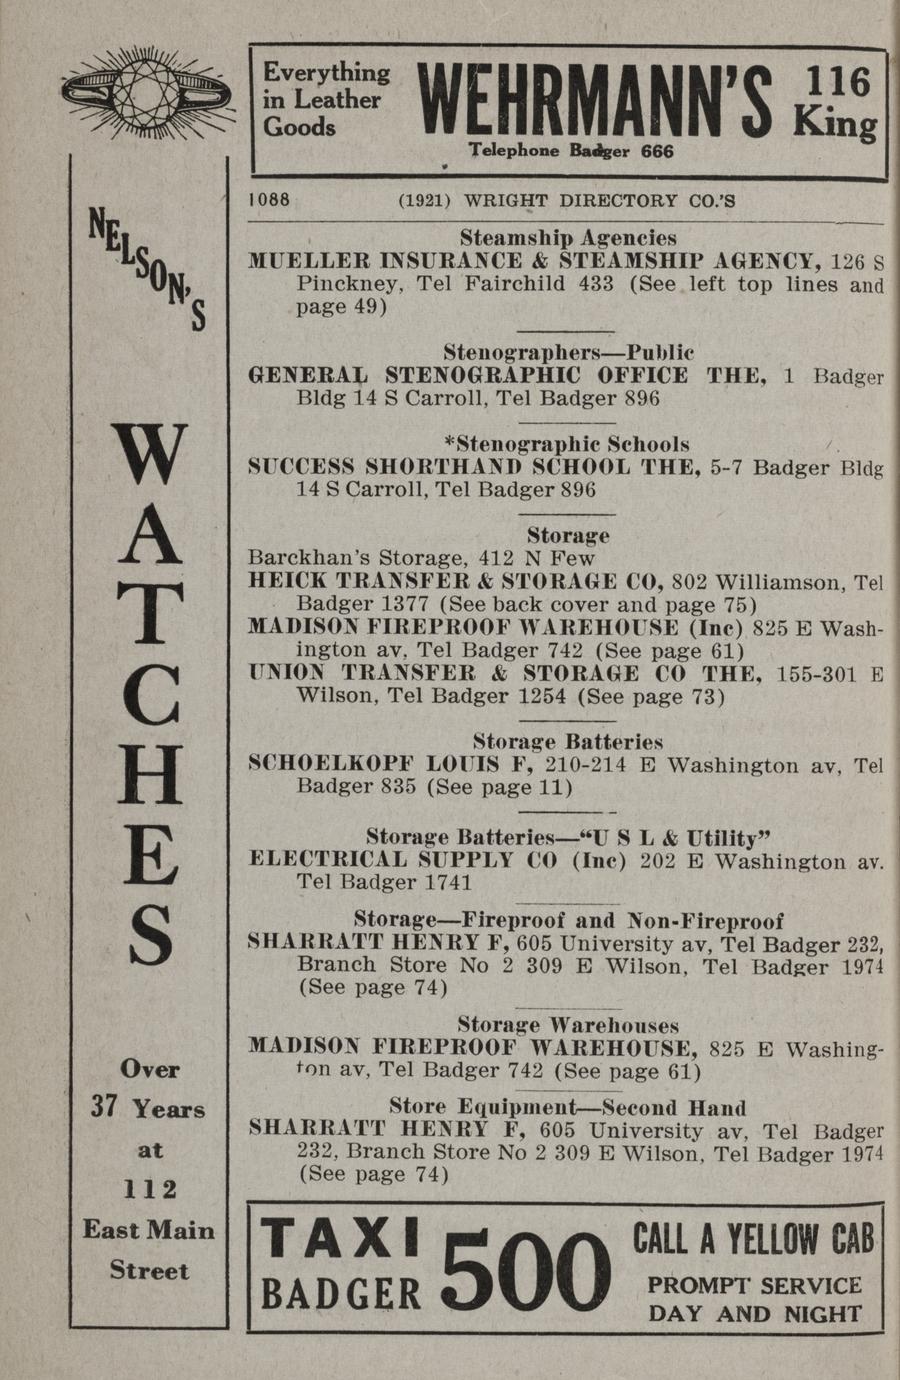 Everything
in Leather
Goods
WEHRMANN'S
116
King
Telephone Badger 666
1088 (1921) WRIGHT DIRECTORY CO.'S
NELSON'S
WATCHES
Over
37 Years
at
112
East Main
Street
Steamship Agencies
MUELLER INSURANCE & STEAMSHIP AGENCY, 126 S
Pinckney, Tel Fairchild 433 (See left top lines and
page 49)
Stenographers—Public
GENERAL STENOGRAPHIC OFFICE THE, 1 Badger
Bldg 14 S Carroll, Tel Badger 896
*Stenographic Schools
SUCCESS SHORTHAND SCHOOL THE, 5-7 Badger Bldg
14 S Carroll, Tel Badger 896
Storage
Barckhan's Storage, 412 N Few
HEICK TRANSFER & STORAGE CO, 802 Williamson, Tel
Badger 1377 (See back cover and page 75)
MADISON FIREPROOF WAREHOUSE (Inc) 825 E Wash-
ington av, Tel Badger 742 (See page 61)
UNION TRANSFER & STORAGE CO THE, 155-301 E
Wilson, Tel Badger 1254 (See page 73)
Storage Batteries
SCHOELKOPF LOUIS F, 210-214 E Washington av, Tel
Badger 835 (See page 11)
Storage Batteries—“U S L & Utility”
ELECTRICAL SUPPLY CO (Inc) 202 E Washington av.
Tel Badger 1741
Storage—Fireproof and Non-Fireproof
SHARRATT HENRY F, 605 University av, Tel Badger 232,
Branch Store No 2 309 E Wilson, Tel Badger 1974
(See page 74)
Storage Warehouses
MADISON FIREPROOF WAREHOUSE, 825 E Washing-
ton av, Tel Badger 742 (See page 61)
Store Equipment—Second Hand
SHARRATT HENRY F, 605 University av, Tel Badger
232, Branch Store No 2 309 E Wilson, Tel Badger 1974
(See page 74)
TAXI
BADGER
500
CALL A YELLOW CAB
PROMPT SERVICE
DAY AND NIGHT